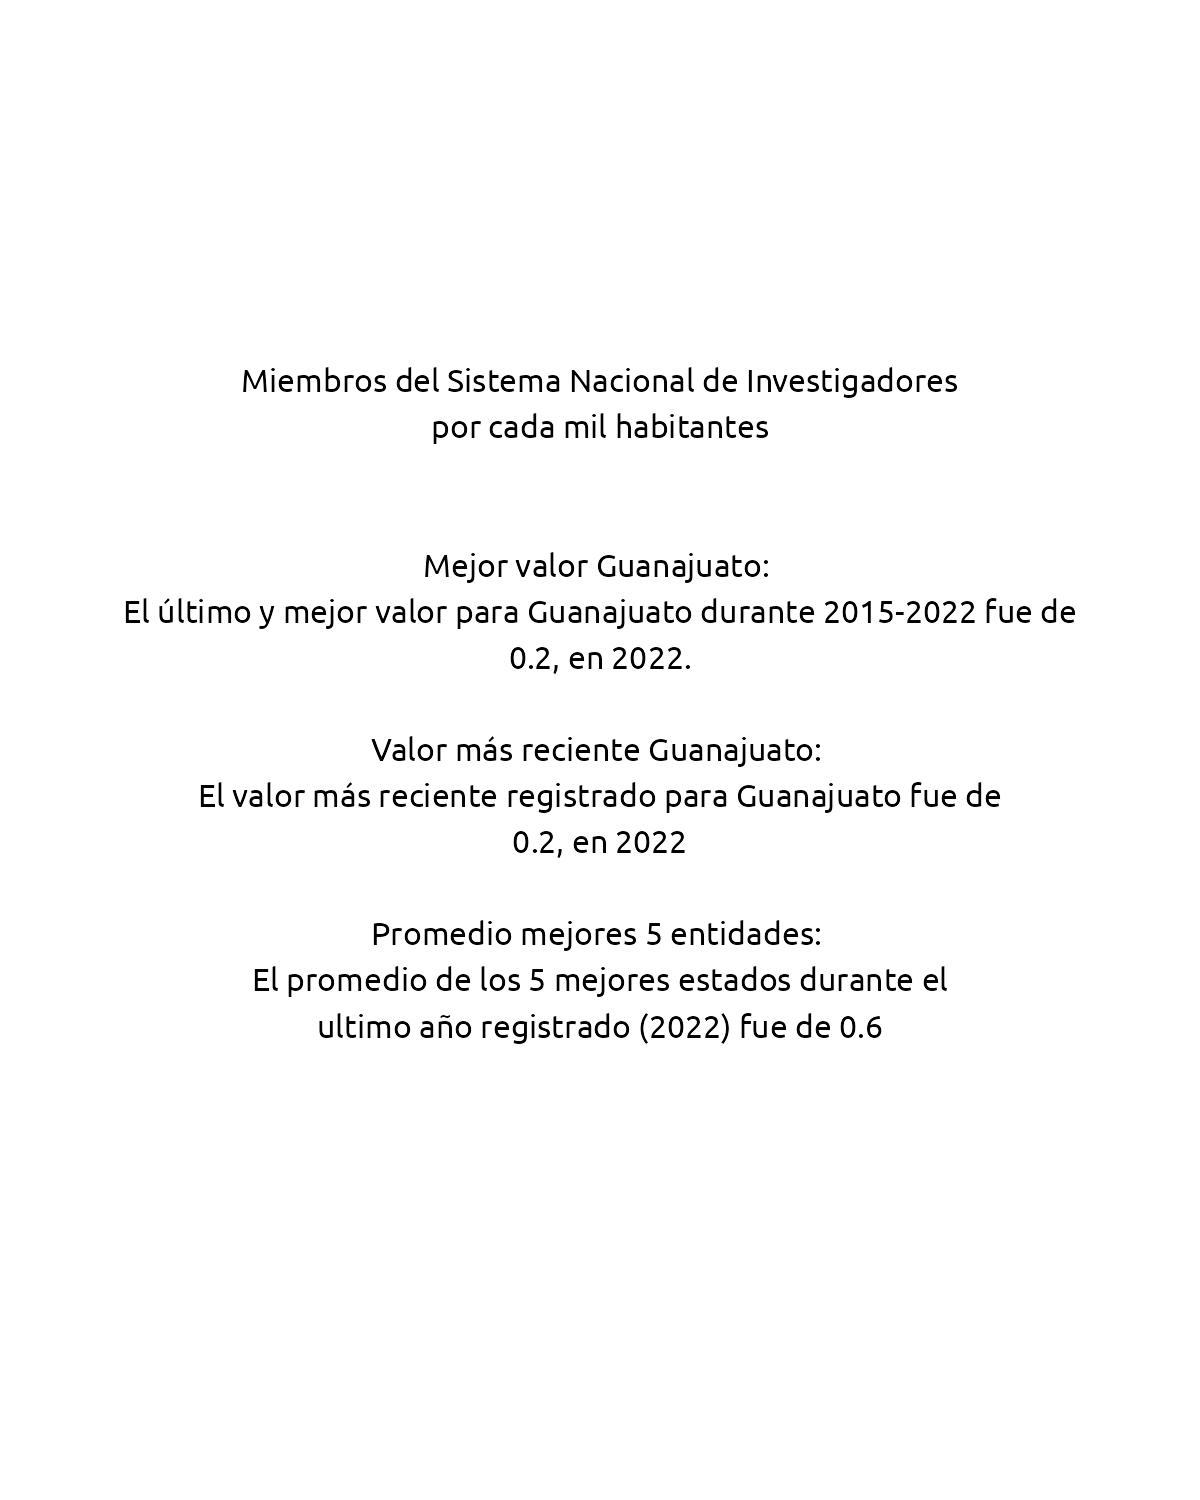 Miembros del Sistema Nacional de Investigadores
por cada mil habitantes
Mejor valor Guanajuato:
El último y mejor valor para Guanajuato durante 2015-2022 fue de
0.2, en 2022.
Valor más reciente Guanajuato:
El valor más reciente registrado para Guanajuato fue de
0.2, en 2022
Promedio mejores 5 entidades:
El promedio de los 5 mejores estados durante el
ultimo año registrado (2022) fue de 0.6